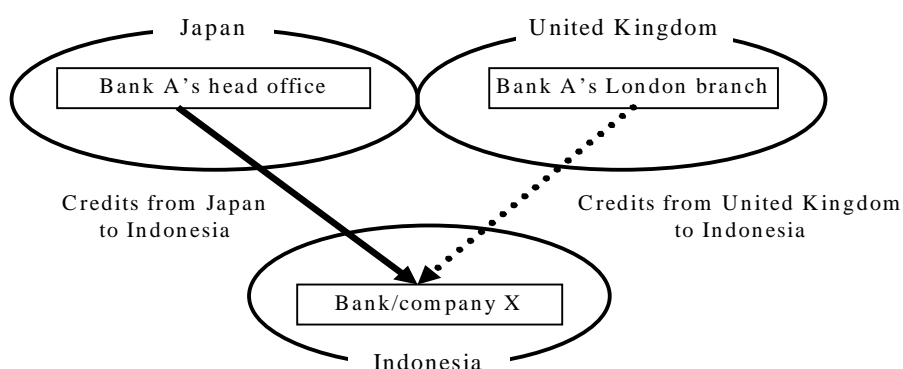 Japan
United Kingdom
Bank A's head office
Bank A's London branch
Credits from Japan
to Indonesia
Credits from United Kingdom
to Indonesia
Bank/company X
Indonesia